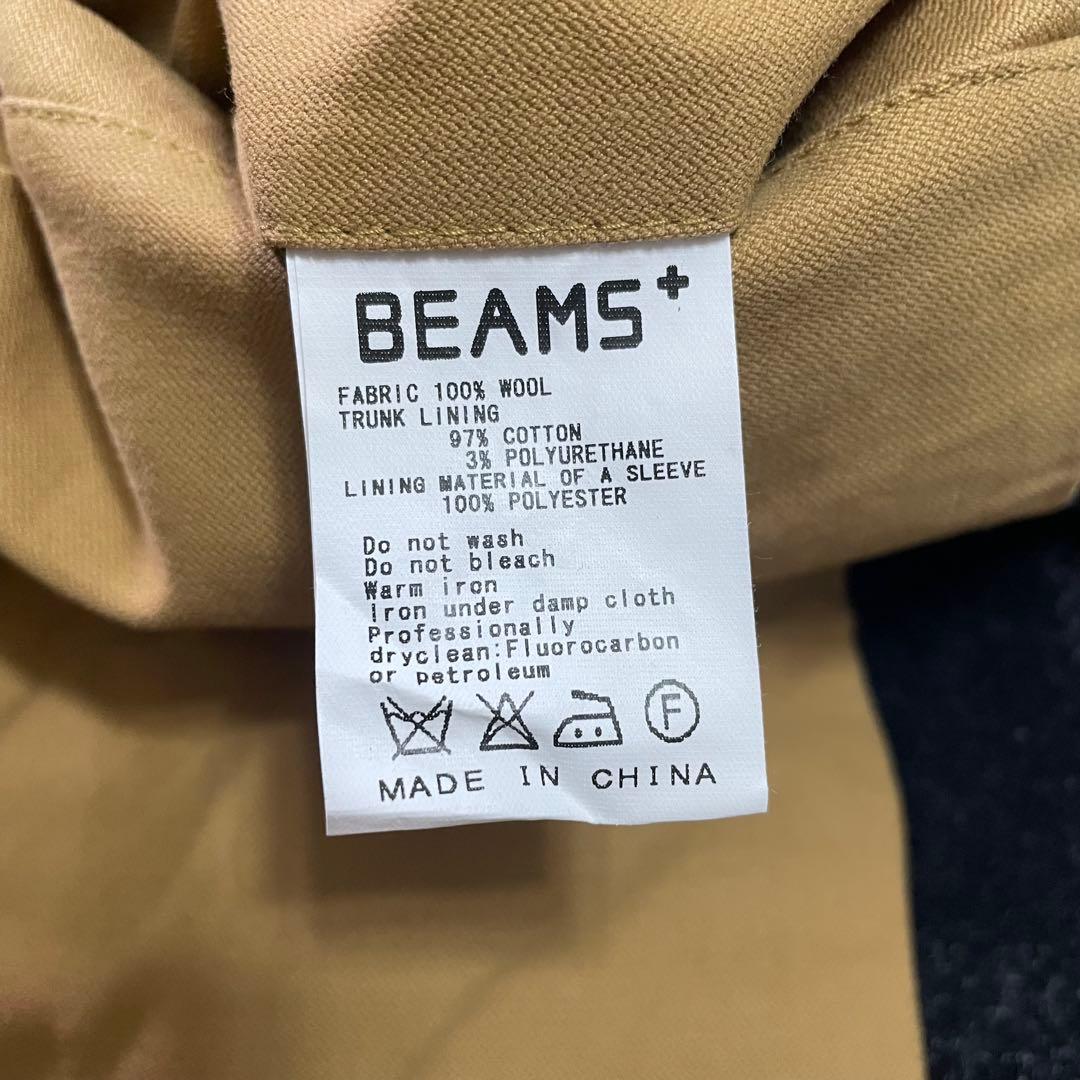 BEAMS+
FABRIC 100% WOOL
TRUNK LINING
97% COTTON
3% POLYURETHANE
LINING MATERIAL OF A SLEEVE
100% POLYESTER
Do not wash
Do not bleach
Warm iron
Iron under damp cloth
Professionally
dryclean:Fluorocarbon
or petroleum
F
MADE IN CHINA